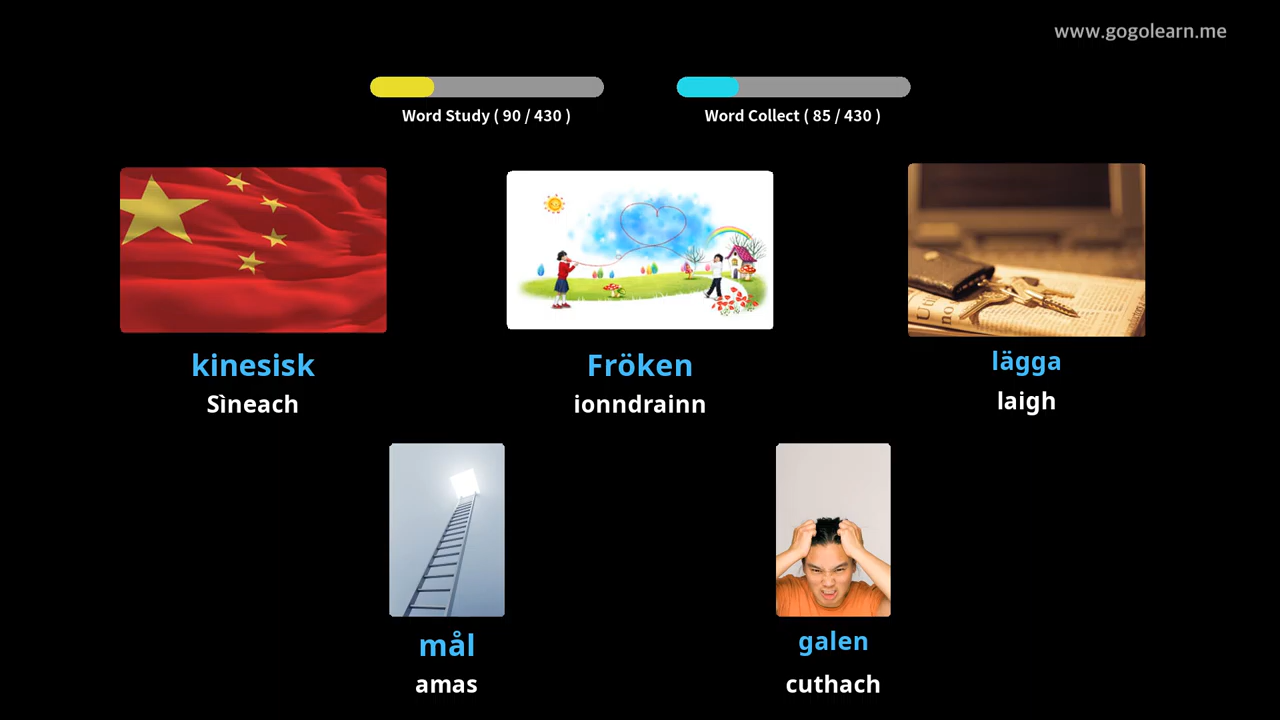 www.gogolearn.me
Word Study ( 90 / 430 )
Word Collect ( 85 / 430 )
kinesisk
Sìneach
Fröken
ionndrainn
lägga
laigh
mål
amas
galen
cuthach